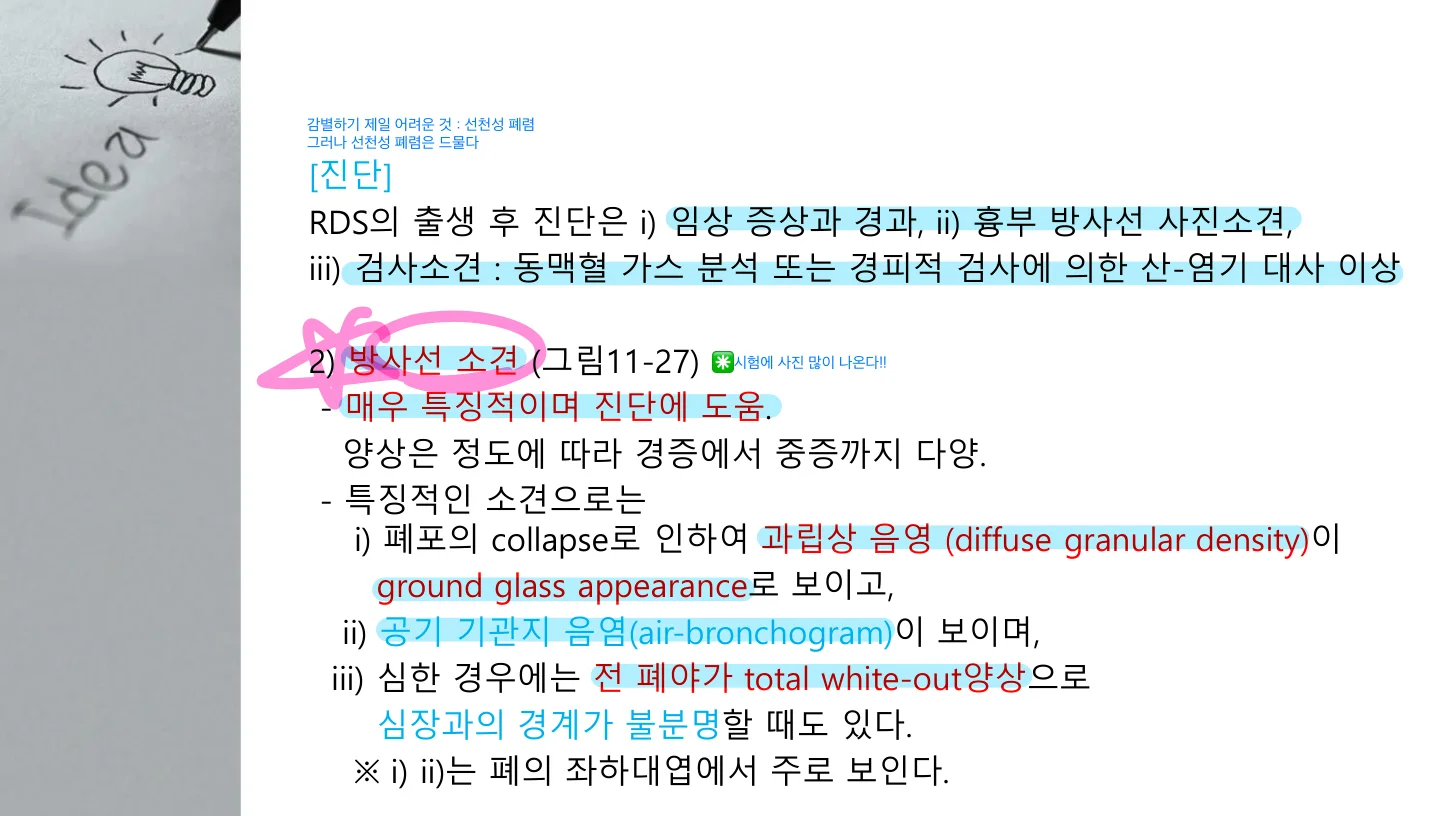 Idea
감별하기 제일 어려운 것 : 선천성 폐렴
그러나 선천성 폐렴은 드물다
[진단]
RDS의 출생 후 진단은 i) 임상 증상과 경과, ii) 흉부 방사선 사진소견,
iii) 검사소견 : 동맥혈 가스 분석 또는 경피적 검사에 의한 산-염기 대사 이상
2) 방사선 소견 (그림11-27) ✳️시험에 사진 많이 나온다!!
- 매우 특징적이며 진단에 도움.
양상은 정도에 따라 경증에서 중증까지 다양.
- 특징적인 소견으로는
i) 폐포의 collapse로 인하여 과립상 음영 (diffuse granular density)이
ground glass appearance로 보이고,
ii) 공기 기관지 음염(air-bronchogram)이 보이며,
iii) 심한 경우에는 전 폐야가 total white-out양상으로
심장과의 경계가 불분명할 때도 있다.
※ i) ii)는 폐의 좌하대엽에서 주로 보인다.